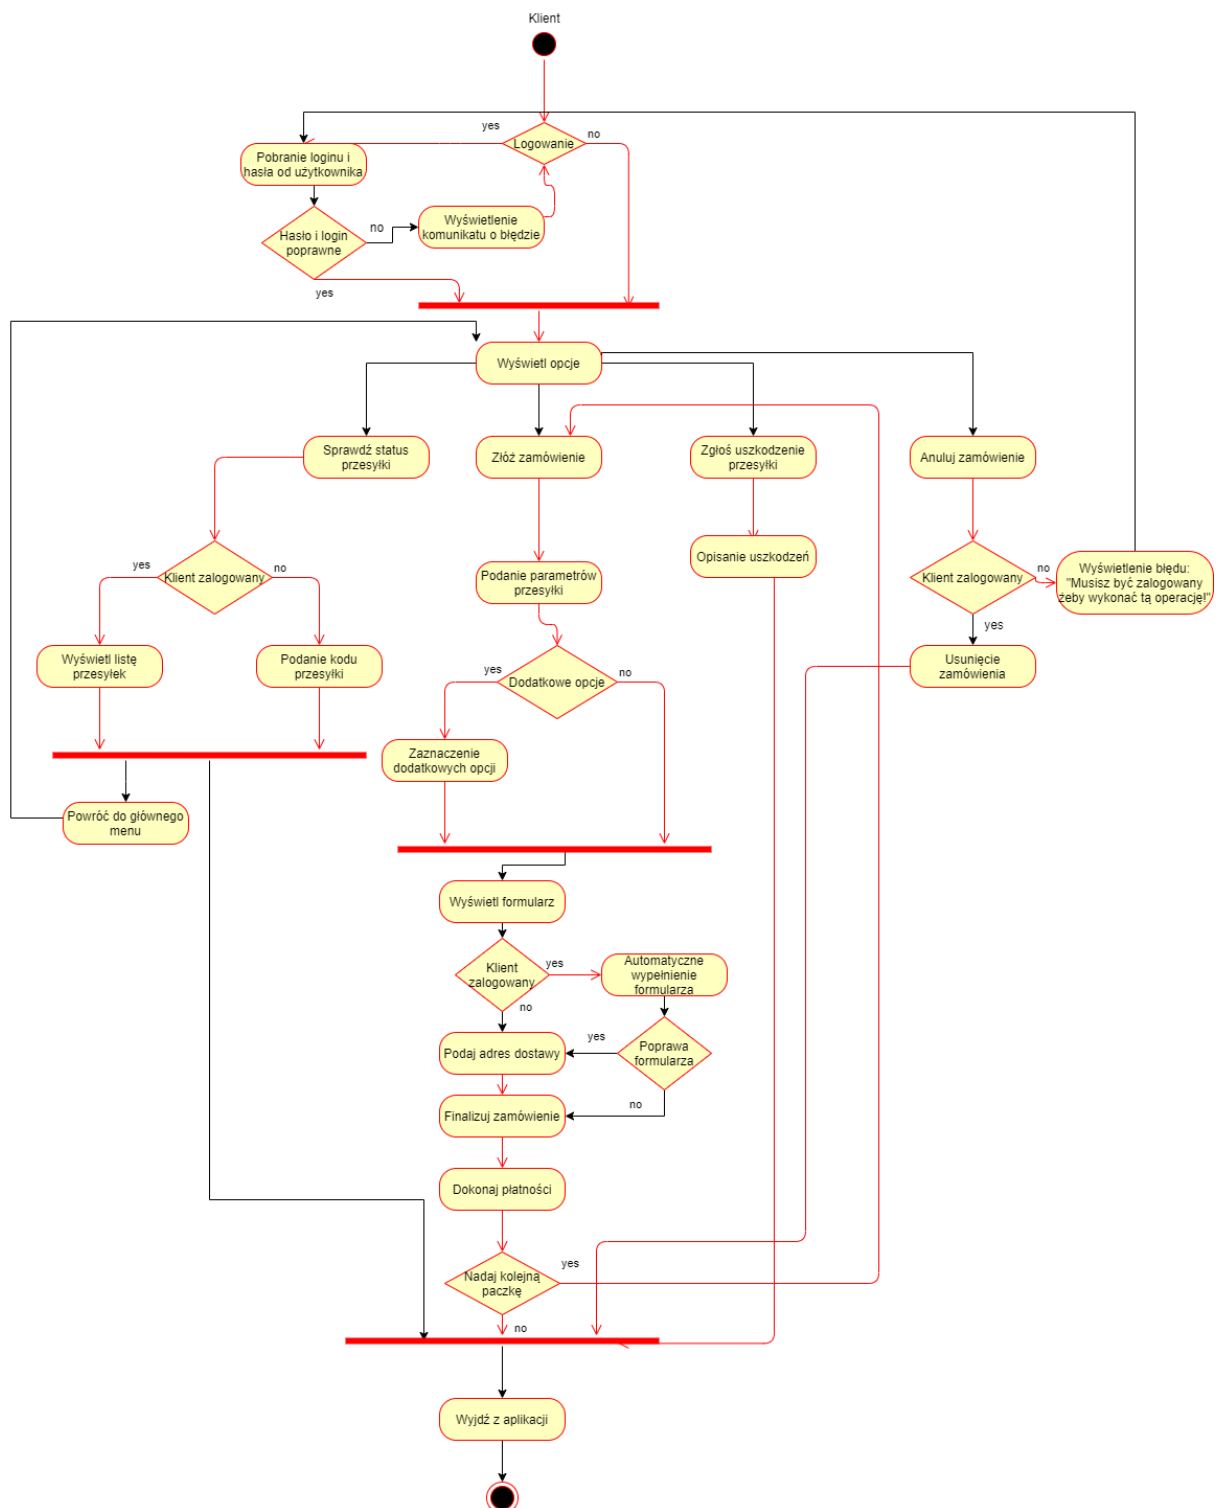 Klient
yes
no
Logowanie
Pobranie loginu i
hasła od użytkownika
Wyświetlenie
komunikatu o błędzie
no
Hasło i login
poprawne
yes
Wyświetl opcje
Sprawdź status
przesyłki
Złóż zamówienie
Zgłoś uszkodzenie
przesyłki
Anuluj zamówienie
Opisanie uszkodzeń
yes
Klient zalogowany
no
Podanie parametrów
przesyłki
Klient zalogowany
no
Wyświetlenie błędu:
"Musisz być zalogowany
żeby wykonać tą operację!"
yes
Wyświetl listę
przesyłek
Podanie kodu
przesyłki
yes
Dodatkowe opcje
no
Usunięcie
zamówienia
Zaznaczenie
dodatkowych opcji
Powróć do głównego
menu
Wyświetl formularz
Klient
zalogowany
yes
Automatyczne
wypełnienie
formularza
no
Podaj adres dostawy
yes
Poprawa
formularza
no
Finalizuj zamówienie
Dokonaj płatności
Nadaj kolejną
paczkę
yes
no
Wyjdź z aplikacji